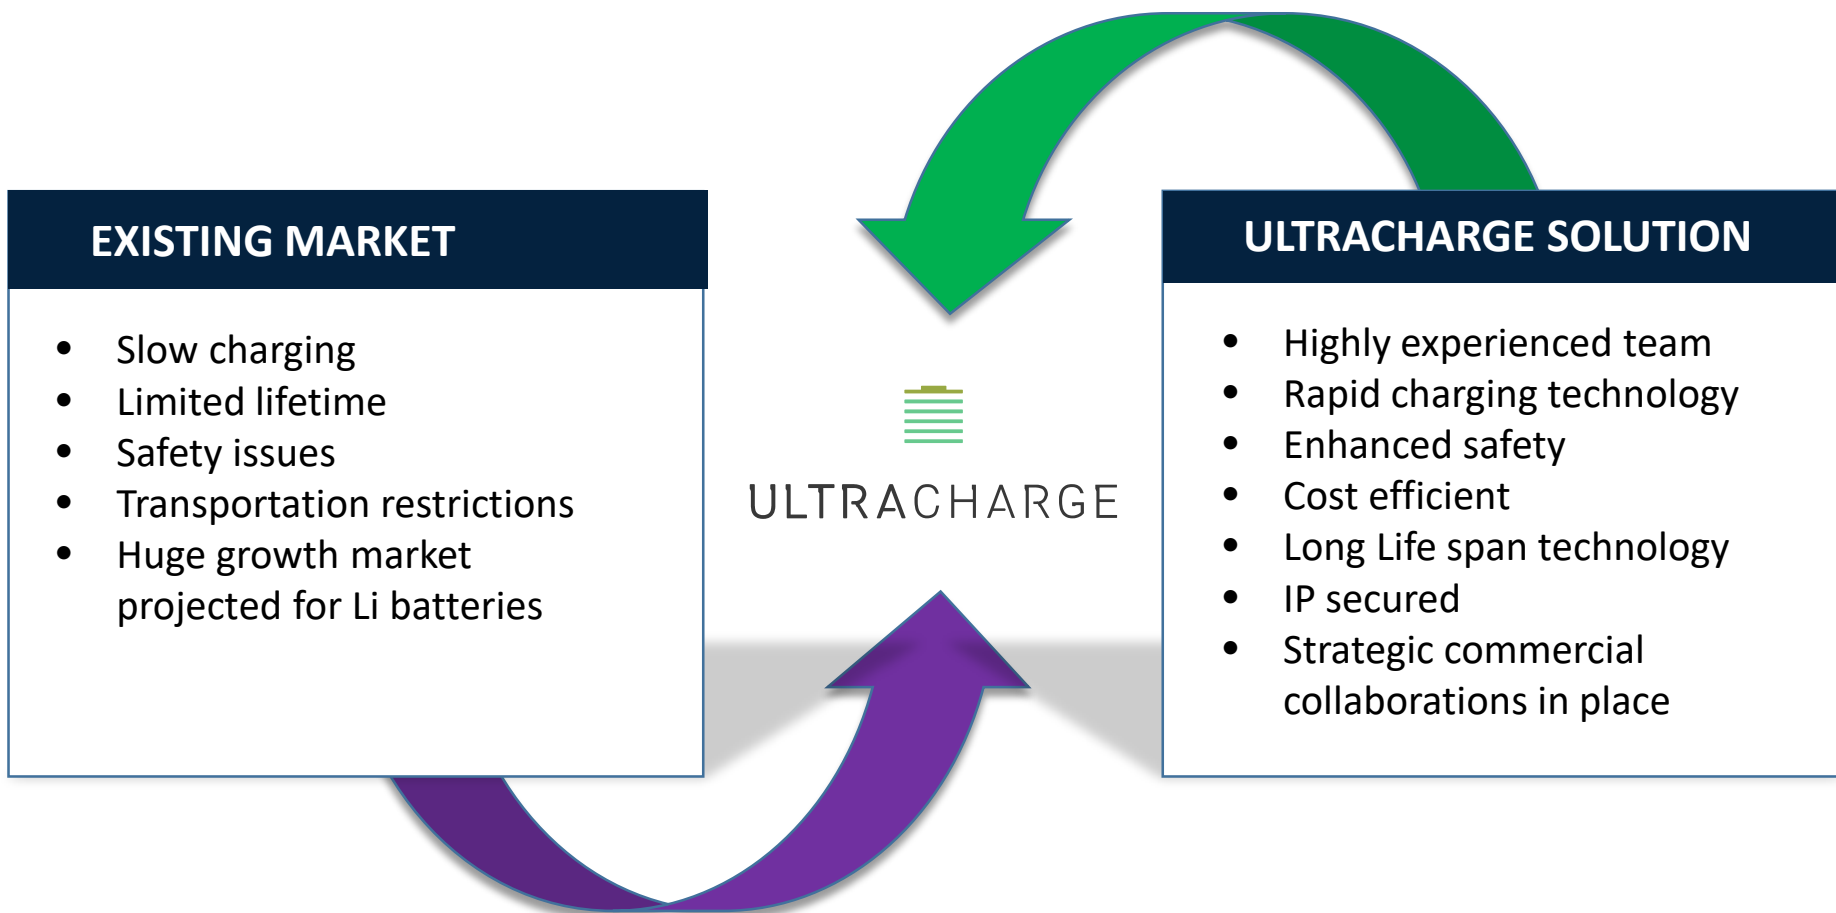 EXISTING MARKET
• Slow charging
• Limited lifetime
• Safety issues
• Transportation restrictions
• Huge growth market
projected for Li batteries
ULTRACHARGE
ULTRACHARGE SOLUTION
• Highly experienced team
• Rapid charging technology
• Enhanced safety
• Cost efficient
• Long Life span technology
• IP secured
• Strategic commercial
collaborations in place